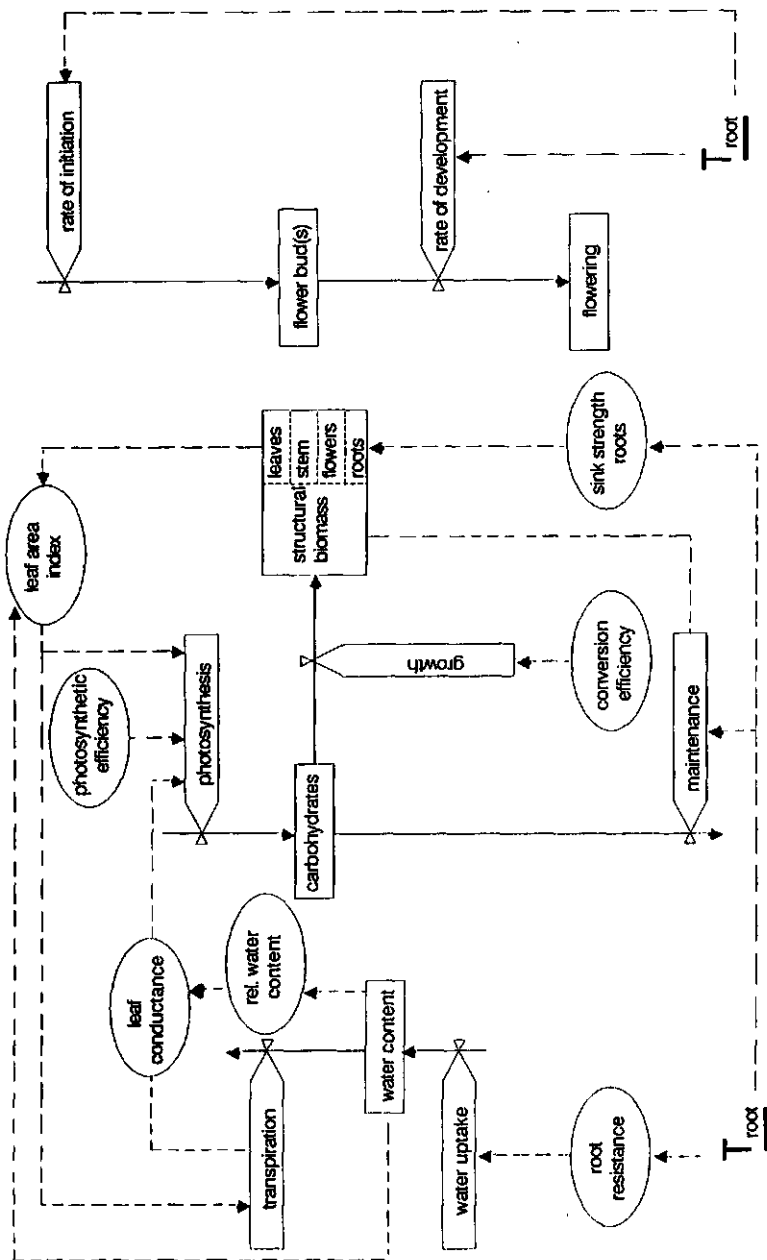 rate of initiation
flower bud(s)
rate of development
flowering
T root
leaf area
index
photosynthetic
efficiency
photosynthesis
leaf
conductance
rel. water
content
transpiration
water content
water uptake
root
resistance
carbohydrates
growth
conversion
efficiency
maintenance
structural
biomass
leaves
stem
flowers
roots
sink strength
roots
T root